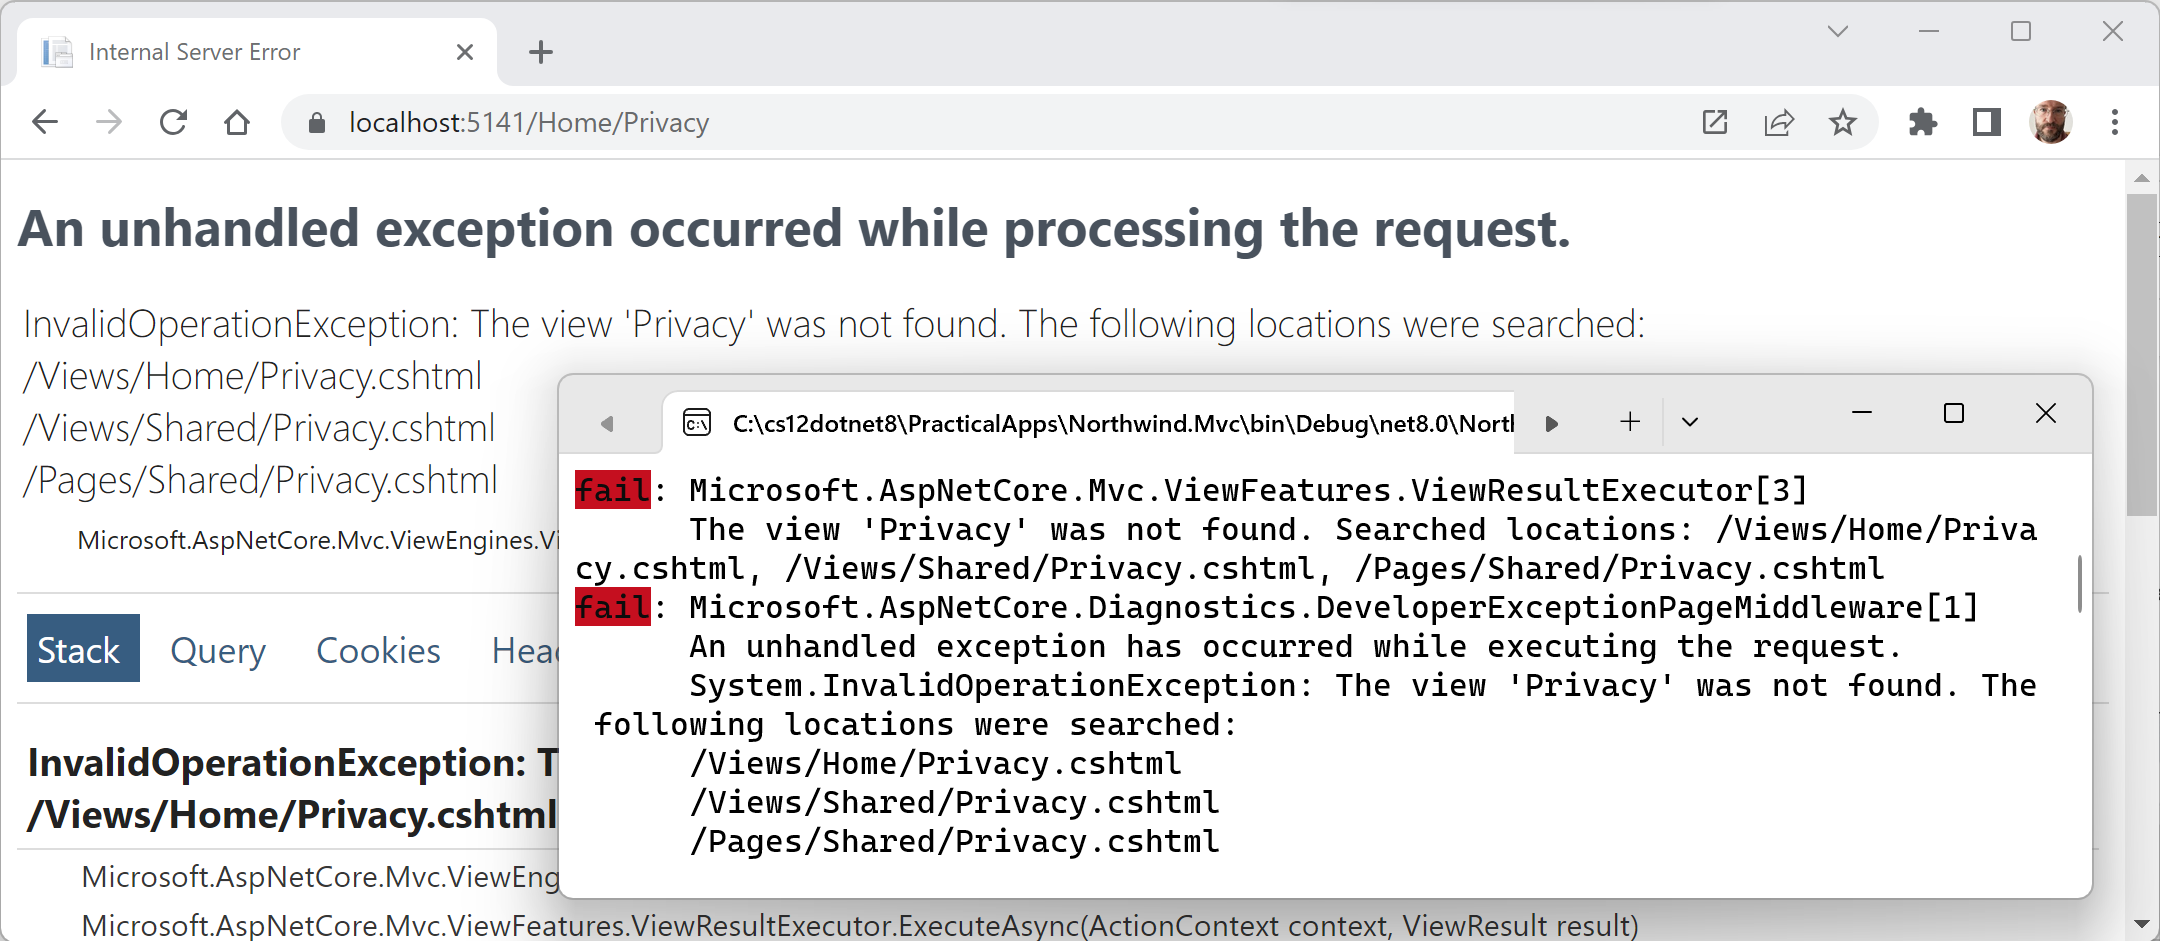 Internal Server Error
localhost:5141/Home/Privacy
An unhandled exception occurred while processing the request.
InvalidOperationException: The view 'Privacy' was not found. The following locations were searched:
/Views/Home/Privacy.cshtml
/Views/Shared/Privacy.cshtml
/Pages/Shared/Privacy.cshtml
Microsoft.AspNetCore.Mvc.ViewEngines.Vi
Stack Query Cookies Head
InvalidOperationException: T
/Views/Home/Privacy.cshtml
Microsoft.AspNetCore.Mvc.ViewEng
Microsoft.AspNetCore.Mvc.ViewFeatures.ViewResultExecutor.ExecuteAsync(ActionContext context, ViewResult result)
C:\cs12dotnet8\PracticalApps\Northwind.Mvc\bin\Debug\net8.0\North
fail: Microsoft.AspNetCore.Mvc.ViewFeatures.ViewResultExecutor[3]
The view 'Privacy' was not found. Searched locations: /Views/Home/Priva
cy.cshtml, /Views/Shared/Privacy.cshtml, /Pages/Shared/Privacy.cshtml
fail: Microsoft.AspNetCore.Diagnostics.DeveloperExceptionPageMiddleware[1]
An unhandled exception has occurred while executing the request.
System.InvalidOperationException: The view 'Privacy' was not found. The
following locations were searched:
/Views/Home/Privacy.cshtml
/Views/Shared/Privacy.cshtml
/Pages/Shared/Privacy.cshtml